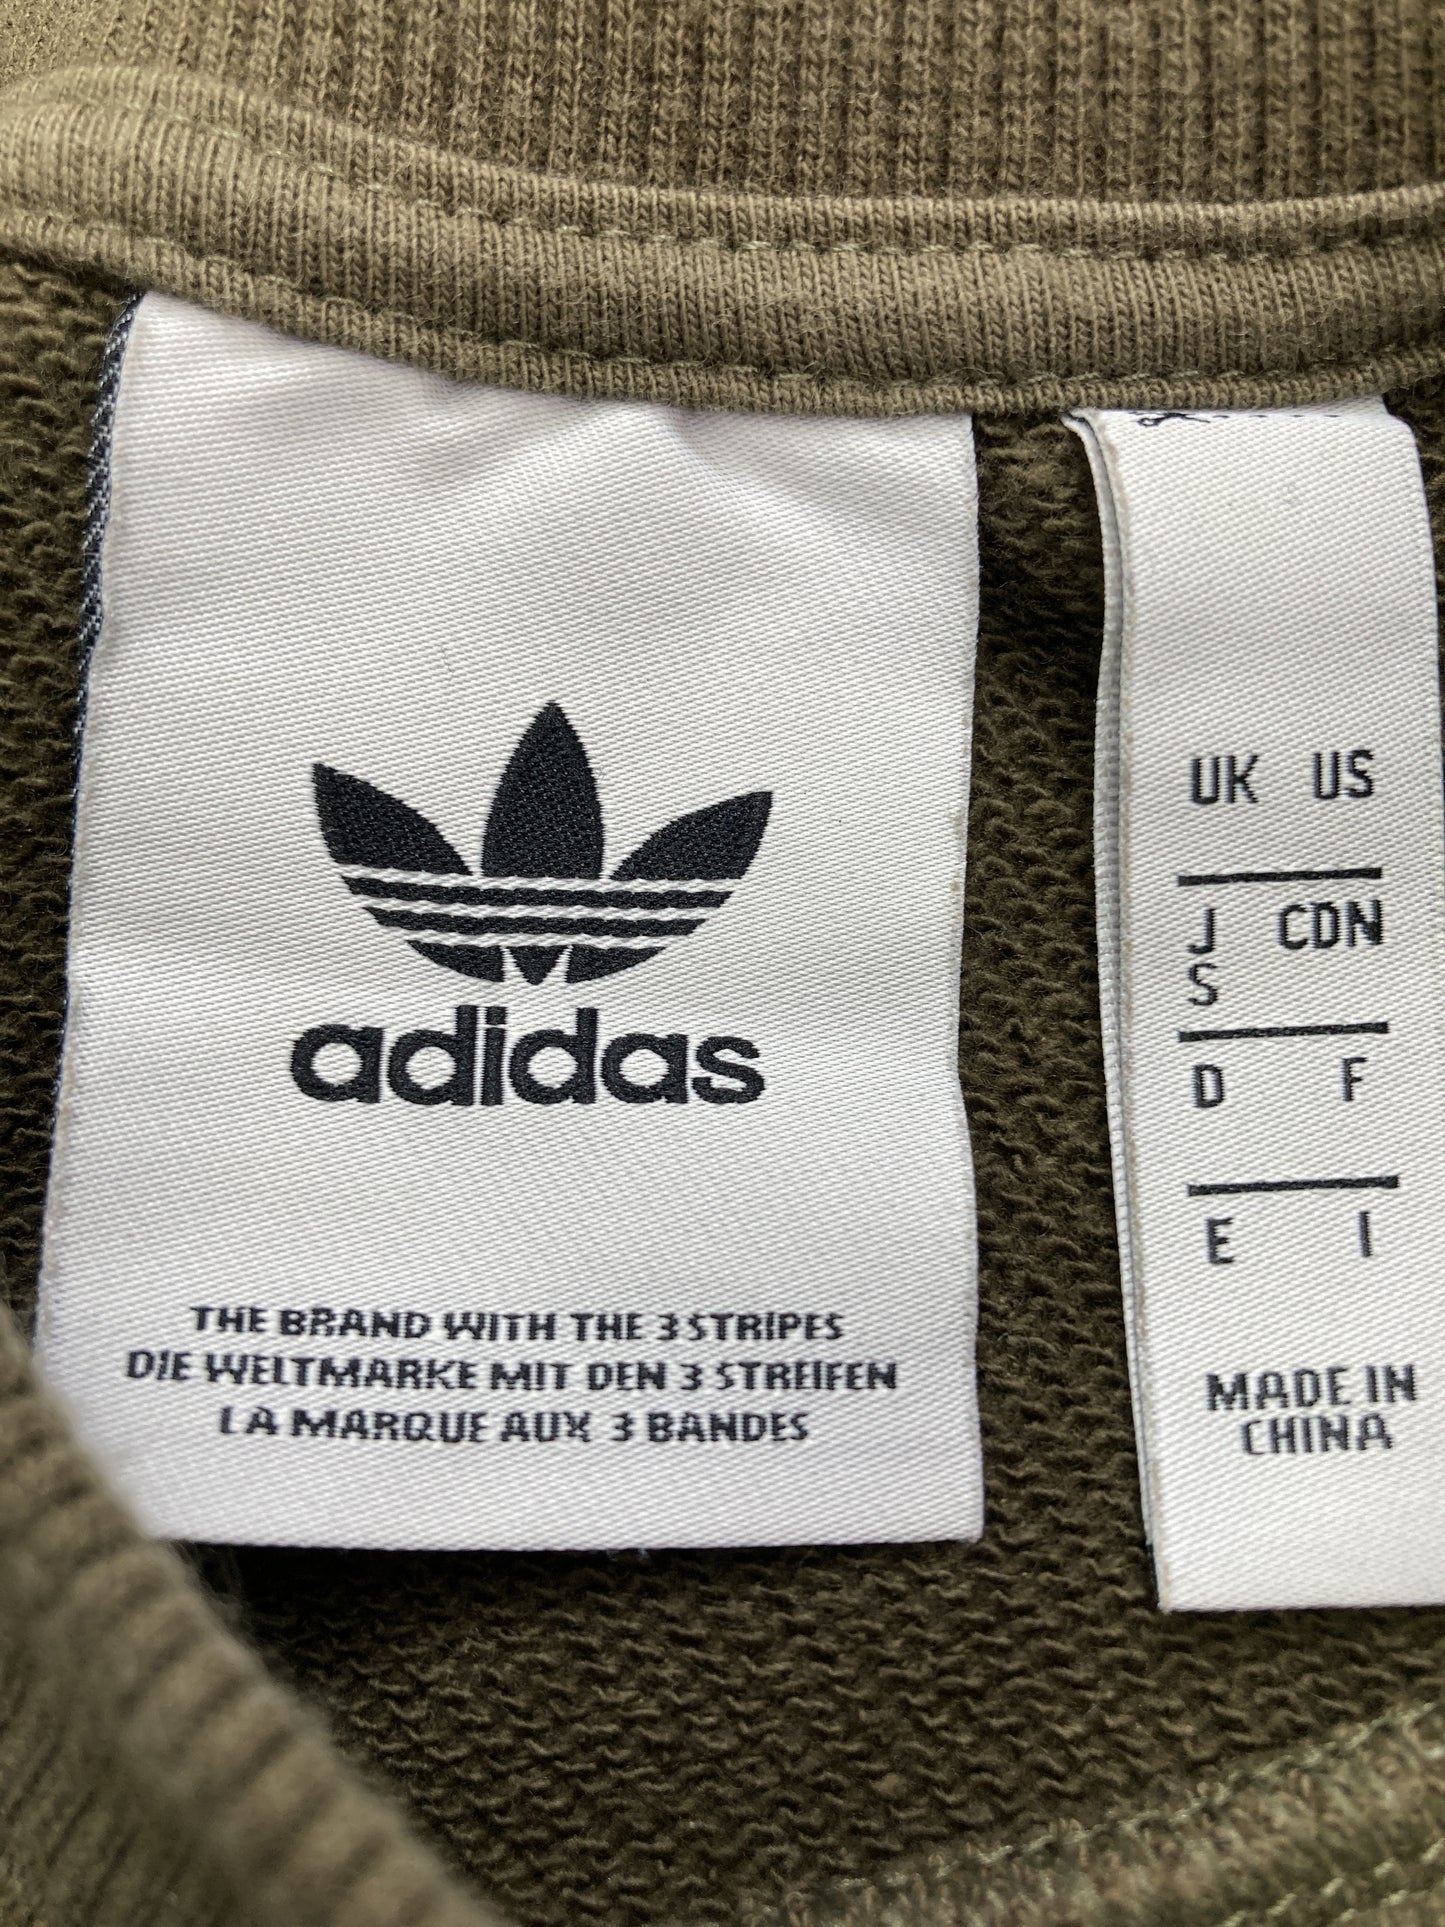 adidas
THE BRAND WITH THE 3 STRIPES
DIE WELTMARKE MIT DEN 3 STREIFEN
LA MARQUE AUX 3 BANDES
UK US
J CDN
S
D F
E I
MADE IN
CHINA